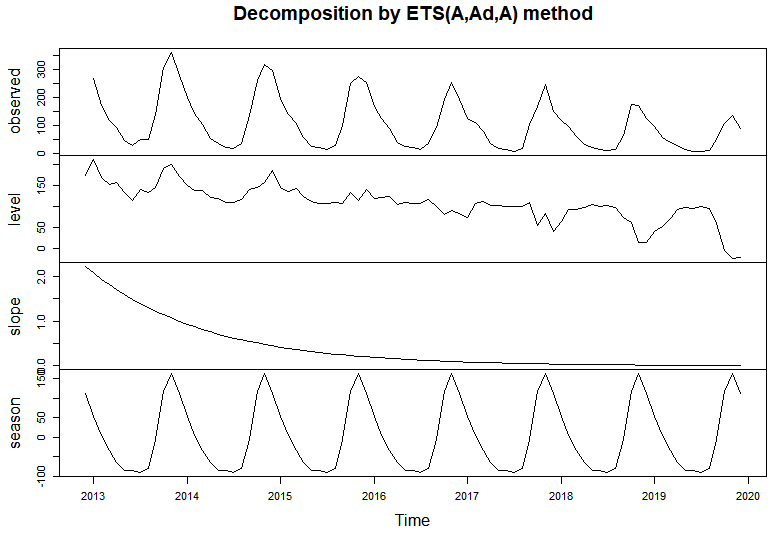 Decomposition by ETS(A,Ad,A) method
observed
0 100 200 300
level
0 50 150
slope
0.0 1.0 2.0
season
-100 0 50 150
2013 2014 2015 2016 2017 2018 2019 2020
Time